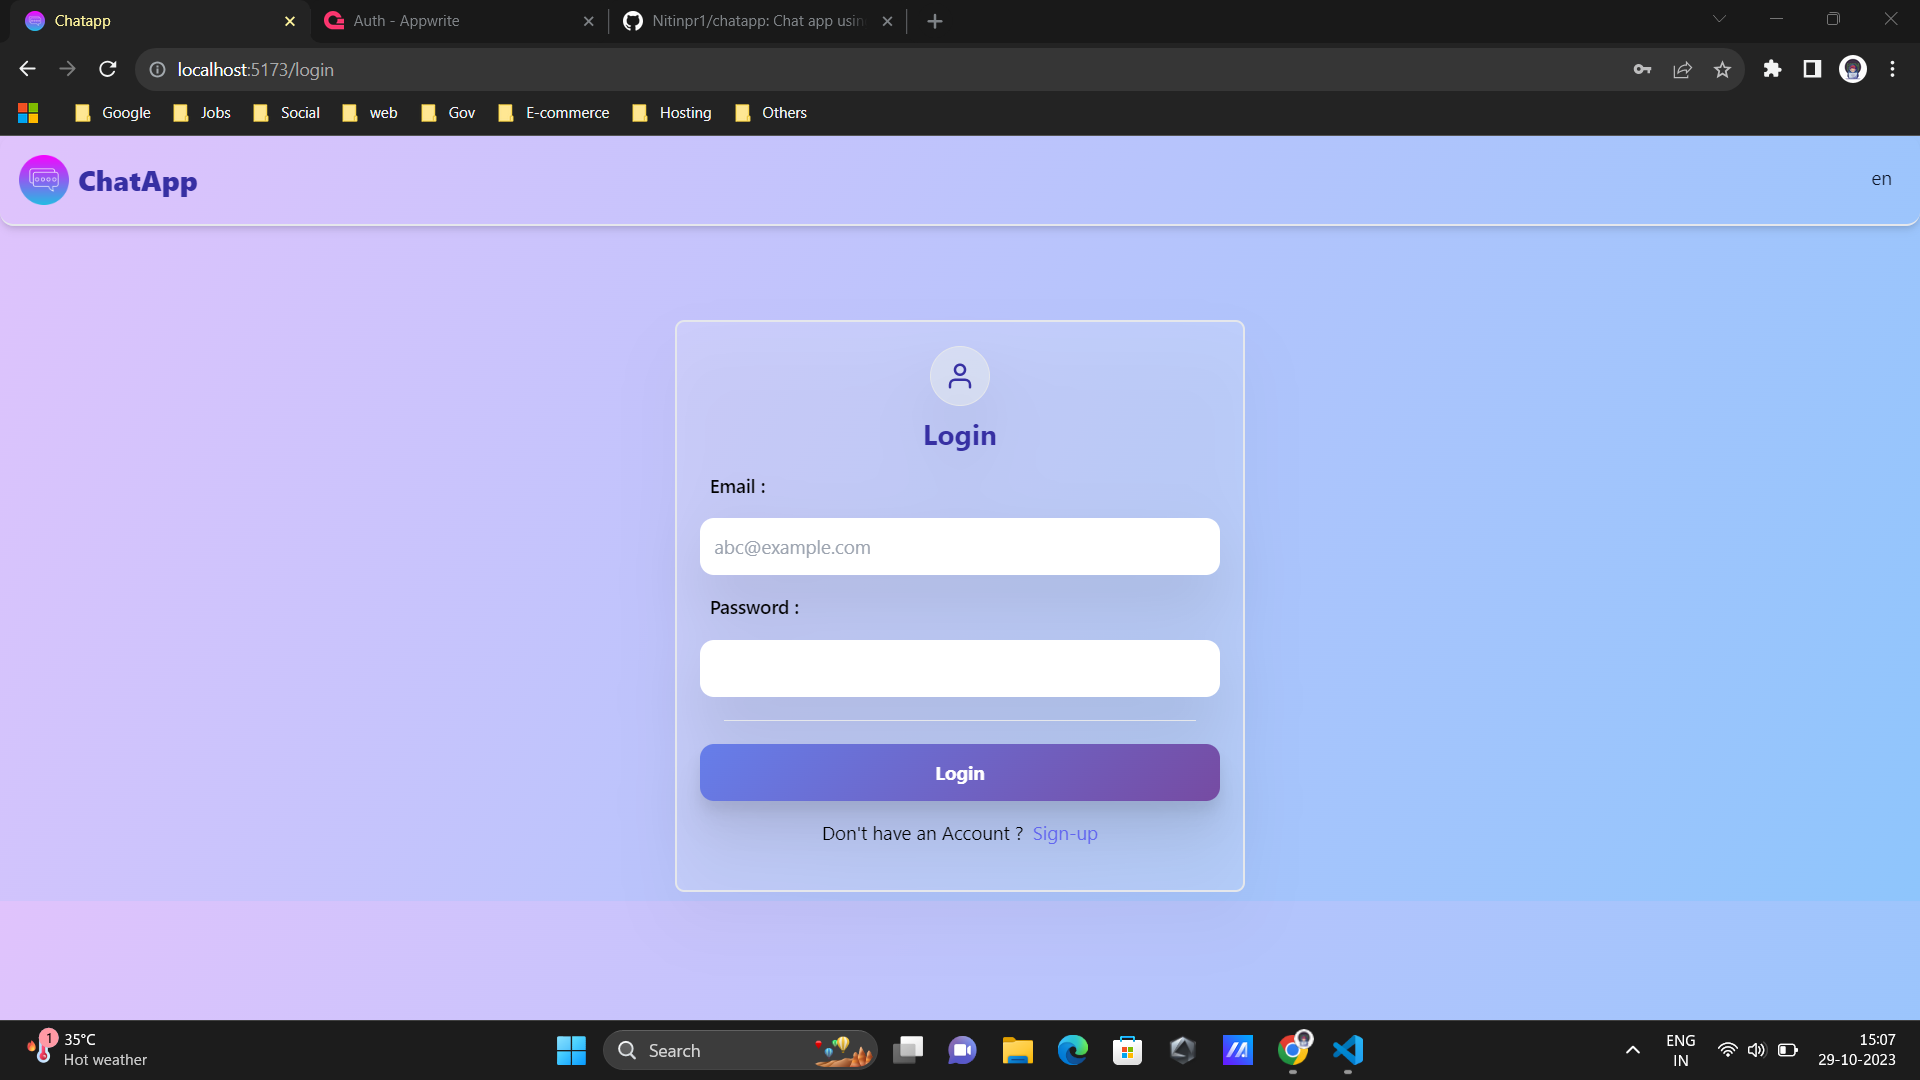 Chatapp
Auth - Appwrite
Nitinpr1/chatapp: Chat app usin
localhost:5173/login
Google
Jobs
Social
web
Gov
E-commerce
Hosting
Others
ChatApp
en
Login
Email :
abc@example.com
Password :
Login
Don't have an Account ? Sign-up
1
35°C
Hot weather
Search
ENG
IN
15:07
29-10-2023